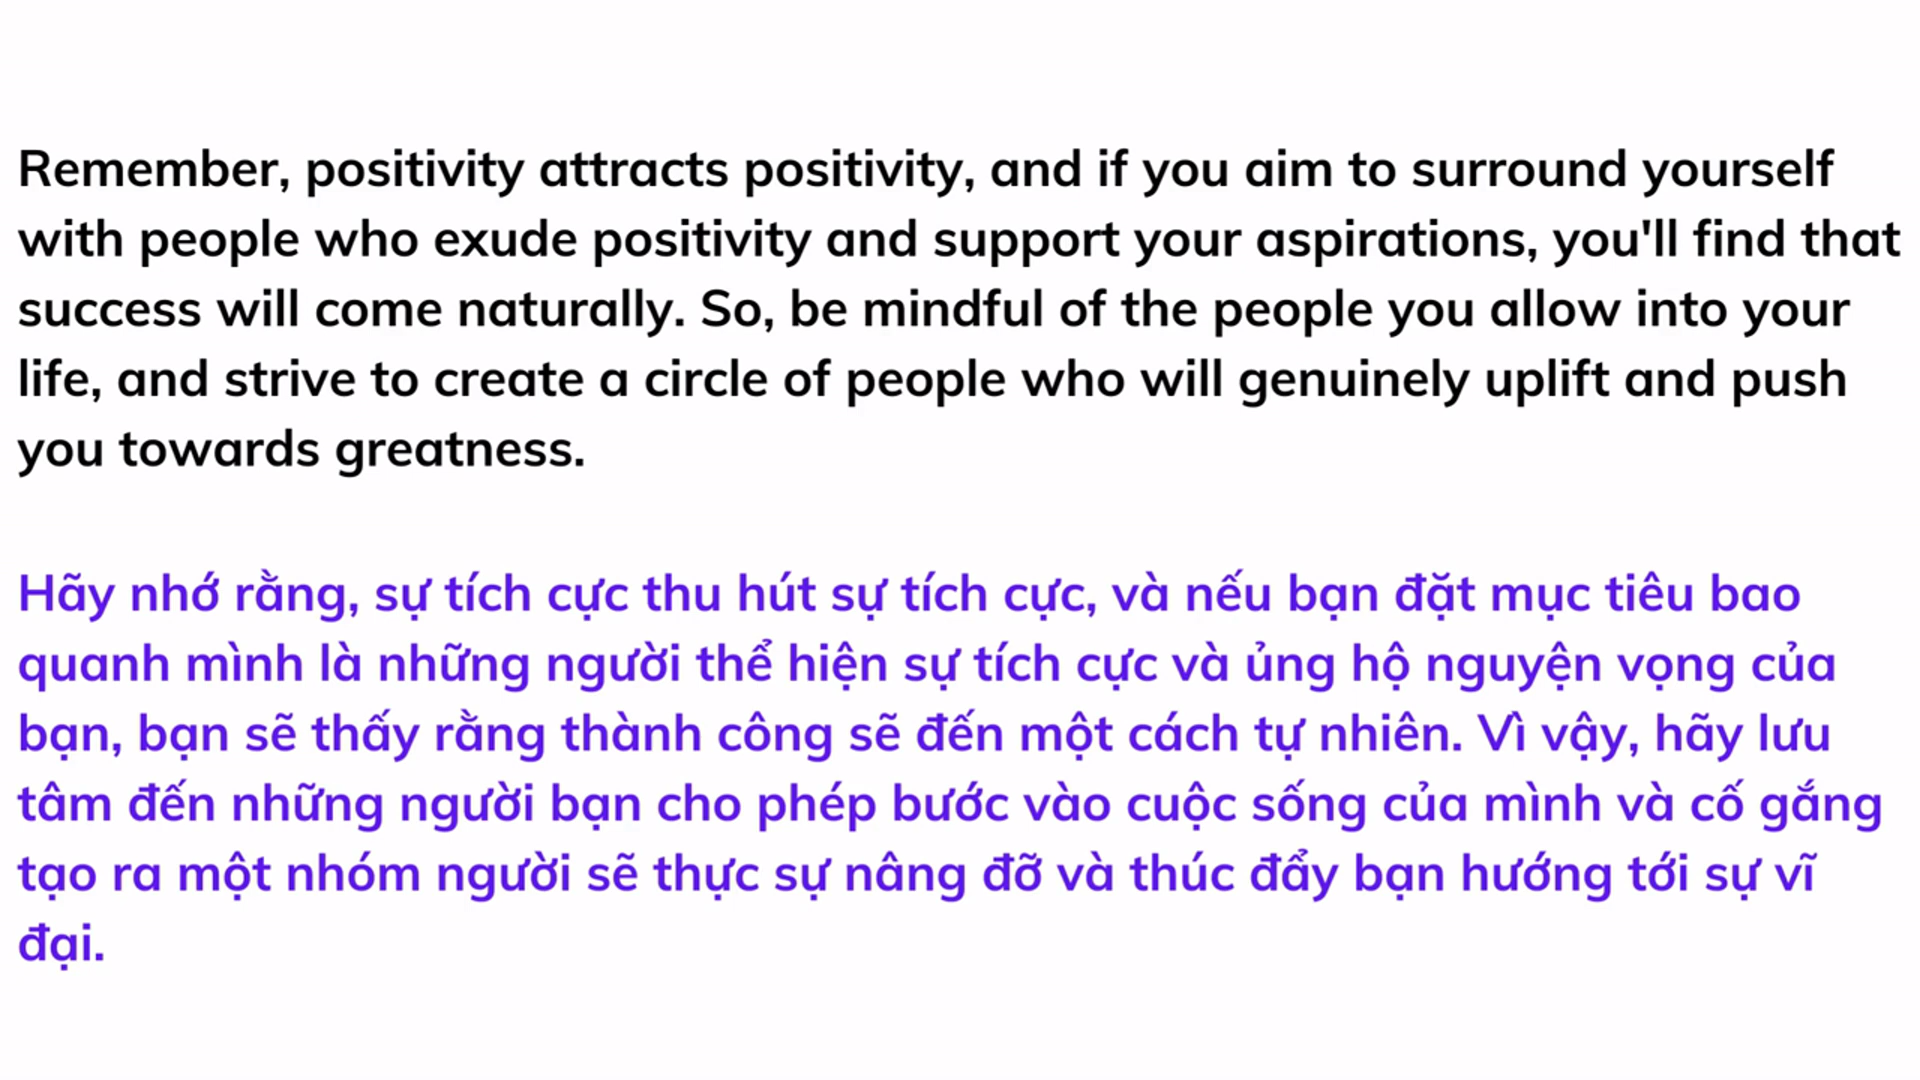 Remember, positivity attracts positivity, and if you aim to surround yourself
with people who exude positivity and support your aspirations, you'll find that
success will come naturally. So, be mindful of the people you allow into your
life, and strive to create a circle of people who will genuinely uplift and push
you towards greatness.
Hãy nhớ rằng, sự tích cực thu hút sự tích cực, và nếu bạn đặt mục tiêu bao
quanh mình là những người thể hiện sự tích cực và ủng hộ nguyện vọng của
bạn, bạn sẽ thấy rằng thành công sẽ đến một cách tự nhiên. Vì vậy, hãy lưu
tâm đến những người bạn cho phép bước vào cuộc sống của mình và cố gắng
tạo ra một nhóm người sẽ thực sự nâng đỡ và thúc đẩy bạn hướng tới sự vĩ
đại.